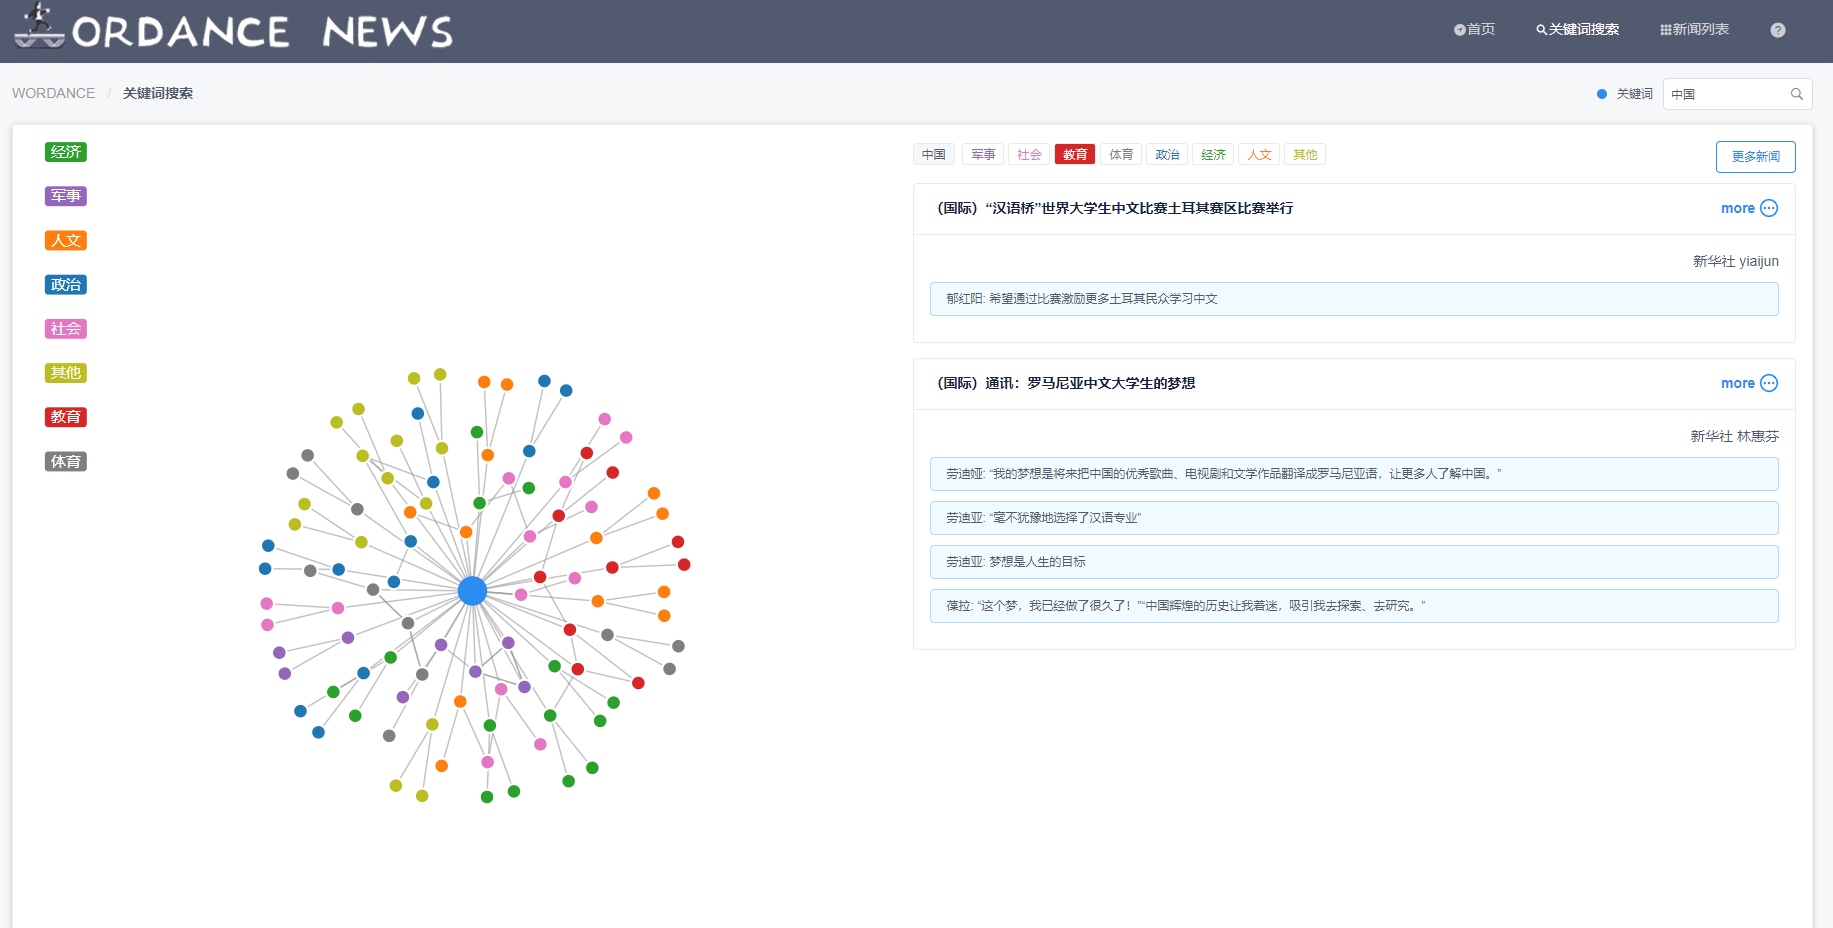 ORDANCE NEWS
首页
关键词搜索
新闻列表
?
WORDANCE / 关键词搜索
关键词
中国
经济
军事
人文
政治
社会
其他
教育
体育
中国 军事 社会 教育 体育 政治 经济 人文 其他
更多新闻
（国际）“汉语桥”世界大学生中文比赛土耳其赛区比赛举行
more
新华社 yiaijun
郁红阳: 希望通过比赛激励更多土耳其民众学习中文
（国际）通讯：罗马尼亚中文大学生的梦想
more
新华社 林惠芬
劳迪娅: “我的梦想是将来把中国的优秀歌曲、电视剧和文学作品翻译成罗马尼亚语，让更多人了解中国。”
劳迪亚: “毫不犹豫地选择了汉语专业”
劳迪亚: 梦想是人生的目标
葆拉: “这个梦，我已经做了很久了！”“中国辉煌的历史让我着迷，吸引我去探索、去研究。”